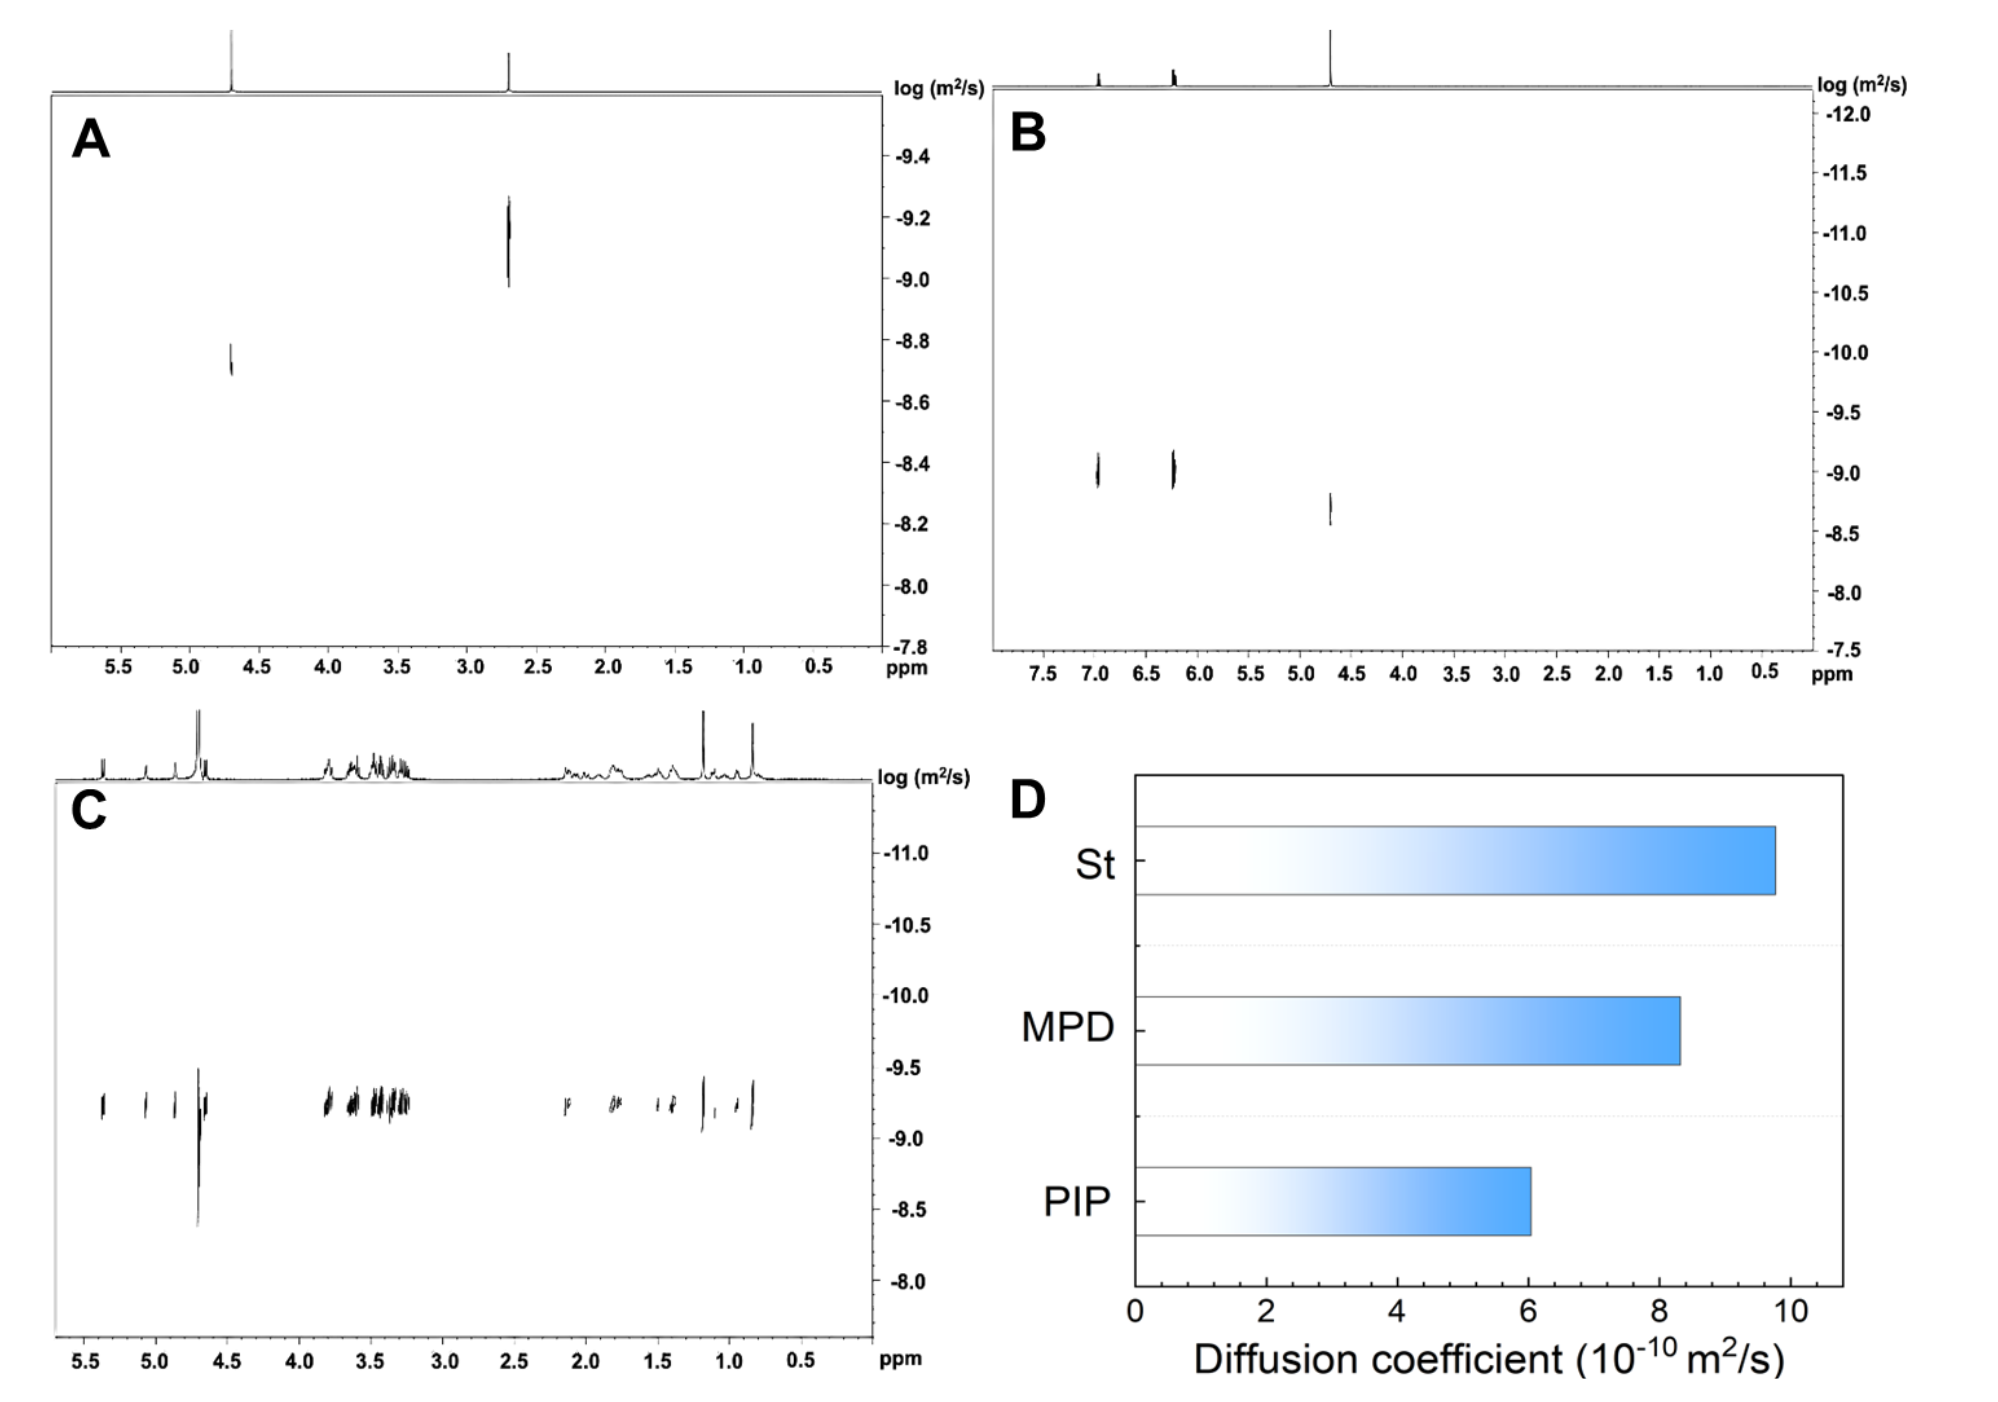 A
log (m²/s)
-9.4
-9.2
-9.0
-8.8
-8.6
-8.4
-8.2
-8.0
-7.8
5.5 5.0 4.5 4.0 3.5 3.0 2.5 2.0 1.5 1.0 0.5 ppm
B
log (m²/s)
-12.0
-11.5
-11.0
-10.5
-10.0
-9.5
-9.0
-8.5
-8.0
-7.5
7.5 7.0 6.5 6.0 5.5 5.0 4.5 4.0 3.5 3.0 2.5 2.0 1.5 1.0 0.5 ppm
C
log (m²/s)
-11.0
-10.5
-10.0
-9.5
-9.0
-8.5
-8.0
5.5 5.0 4.5 4.0 3.5 3.0 2.5 2.0 1.5 1.0 0.5 ppm
D
St
MPD
PIP
0 2 4 6 8 10
Diffusion coefficient (10⁻¹⁰ m²/s)